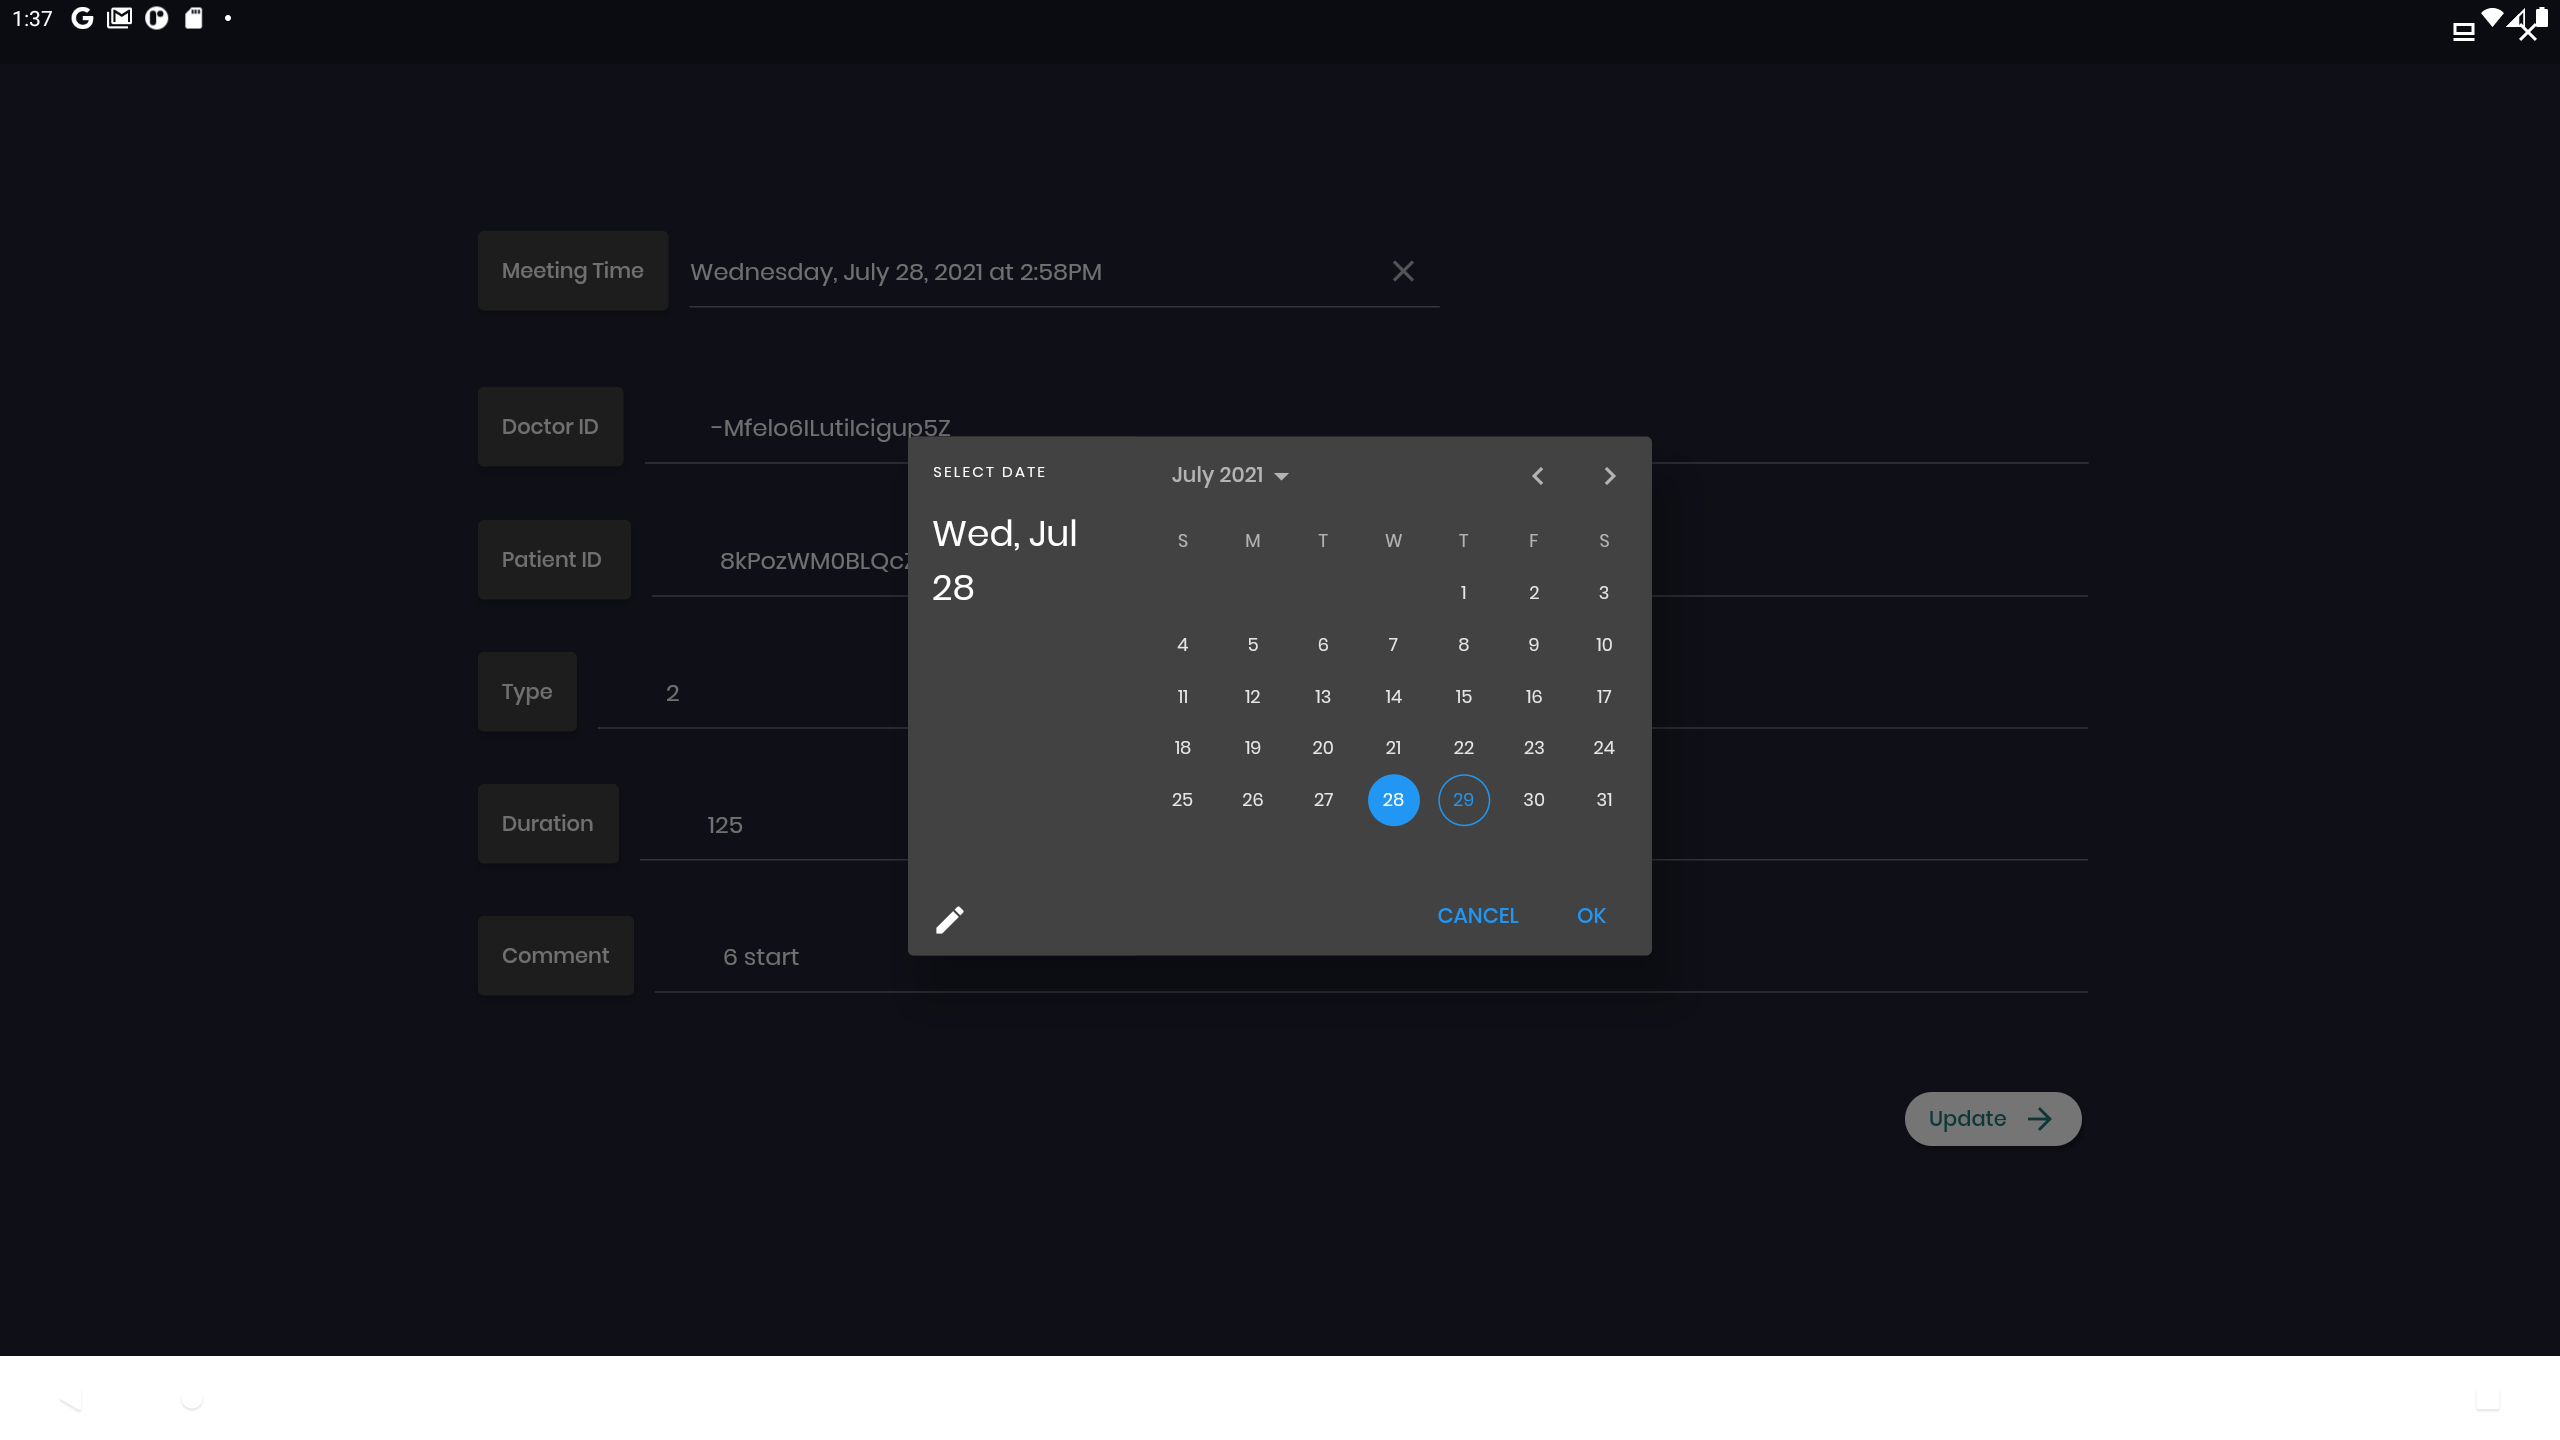 1:37
Meeting Time Wednesday, July 28, 2021 at 2:58PM
Doctor ID -Mfelo6ILutiIcigup5Z
Patient ID
Type 2
Duration 125
Comment 6 start
SELECT DATE
Wed, Jul
28
July 2021
S M T W T F S
1 2 3
4 5 6 7 8 9 10
11 12 13 14 15 16 17
18 19 20 21 22 23 24
25 26 27 28 29 30 31
CANCEL OK
Update